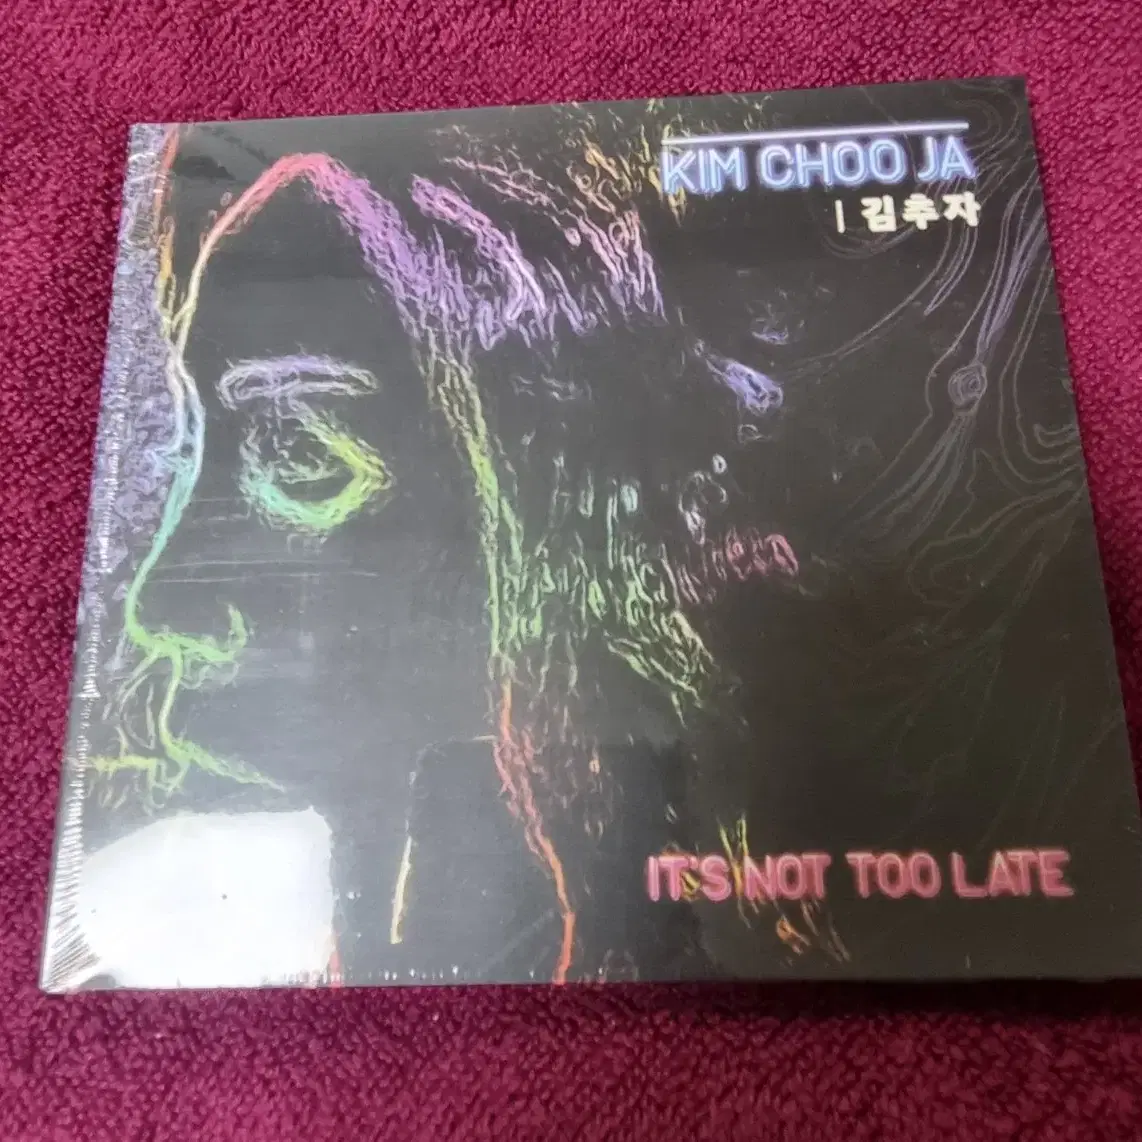 KIM CHOO JA
| 김추자
IT'S NOT TOO LATE